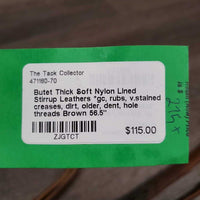 The Tack Collector
471180-70
Butet Thick Soft Nylon Lined
Stirrup Leathers *gc, rubs, v.stained
creases, dirt, older, dent, hole
threads Brown 56.5"
$115.00
ZJGTCT